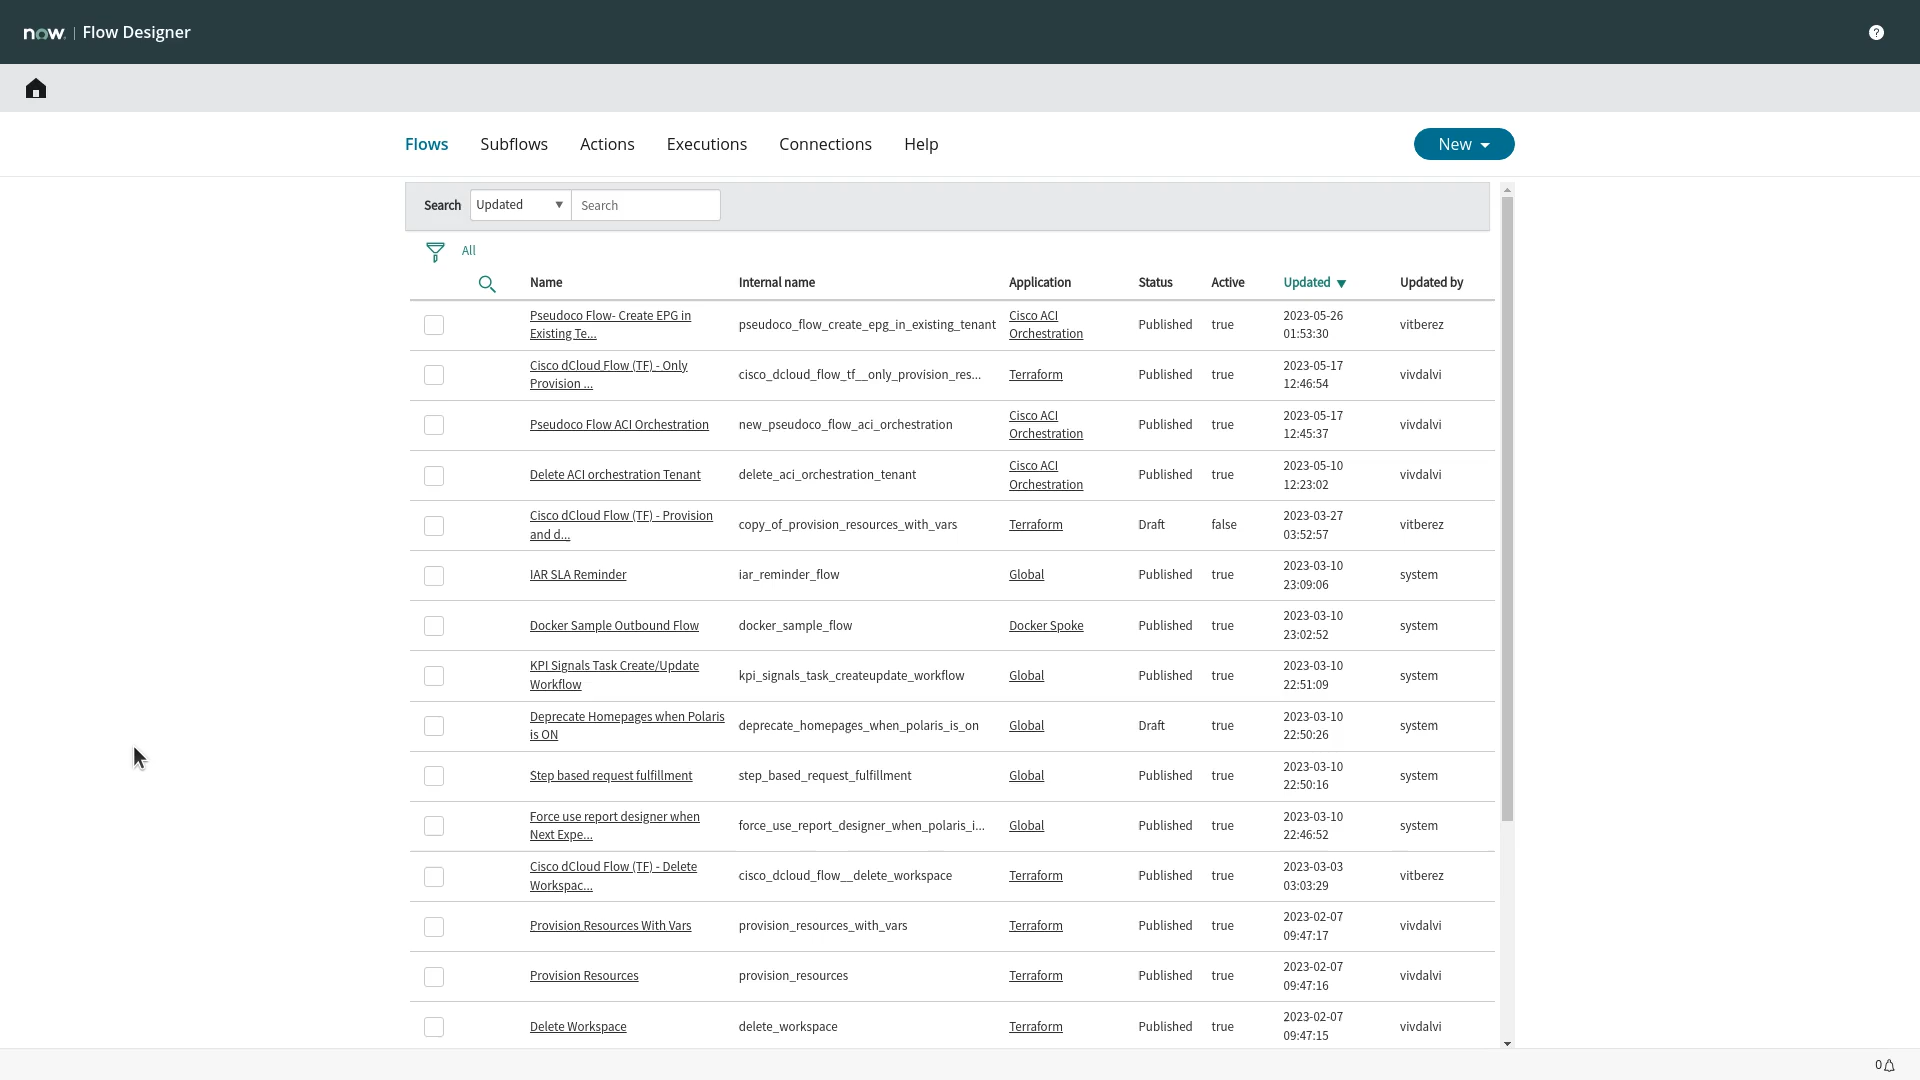 now | Flow Designer
Flows Subflows Actions Executions Connections Help New
Search Updated Search
All
Name Internal name Application Status Active Updated Updated by
Pseudoco Flow- Create EPG in Existing Te... pseudoco_flow_create_epg_in_existing_tenant Cisco ACI Orchestration Published true 2023-05-26 01:53:30 vitberez
Cisco dCloud Flow (TF) - Only Provision ... cisco_dcloud_flow_tf__only_provision_res... Terraform Published true 2023-05-17 12:46:54 vivdalvi
Pseudoco Flow ACI Orchestration new_pseudoco_flow_aci_orchestration Cisco ACI Orchestration Published true 2023-05-17 12:45:37 vivdalvi
Delete ACI orchestration Tenant delete_aci_orchestration_tenant Cisco ACI Orchestration Published true 2023-05-10 12:23:02 vivdalvi
Cisco dCloud Flow (TF) - Provision and d... copy_of_provision_resources_with_vars Terraform Draft false 2023-03-27 03:52:57 vitberez
IAR SLA Reminder iar_reminder_flow Global Published true 2023-03-10 23:09:06 system
Docker Sample Outbound Flow docker_sample_flow Docker Spoke Published true 2023-03-10 23:02:52 system
KPI Signals Task Create/Update Workflow kpi_signals_task_createupdate_workflow Global Published true 2023-03-10 22:51:09 system
Deprecate Homepages when Polaris is ON deprecate_homepages_when_polaris_is_on Global Draft true 2023-03-10 22:50:26 system
Step based request fulfillment step_based_request_fulfillment Global Published true 2023-03-10 22:50:16 system
Force use report designer when Next Expe... force_use_report_designer_when_polaris_i... Global Published true 2023-03-10 22:46:52 system
Cisco dCloud Flow (TF) - Delete Workspac... cisco_dcloud_flow__delete_workspace Terraform Published true 2023-03-03 03:03:29 vitberez
Provision Resources With Vars provision_resources_with_vars Terraform Published true 2023-02-07 09:47:17 vivdalvi
Provision Resources provision_resources Terraform Published true 2023-02-07 09:47:16 vivdalvi
Delete Workspace delete_workspace Terraform Published true 2023-02-07 09:47:15 vivdalvi
0